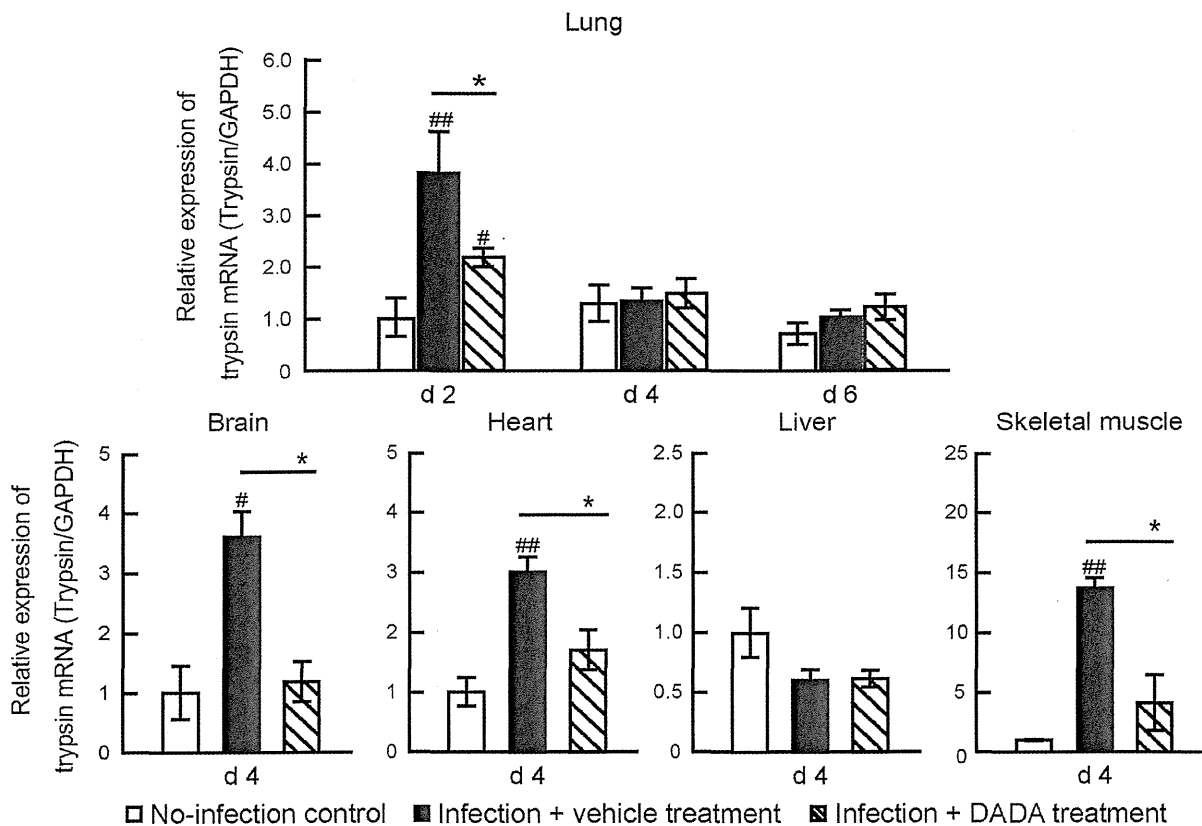 Lung
Relative expression of
trypsin mRNA (Trypsin/GAPDH)
6.0
5.0
4.0
3.0
2.0
1.0
0
*
##
#
d 2
d 4
d 6
Brain
Heart
Liver
Skeletal muscle
Relative expression of
trypsin mRNA (Trypsin/GAPDH)
5
4
3
2
1
0
*
#
d 4
5
4
3
2
1
0
*
##
d 4
2.5
2.0
1.5
1.0
0.5
0
d 4
25
20
15
10
5
0
*
##
d 4
No-infection control
Infection + vehicle treatment
Infection + DADA treatment